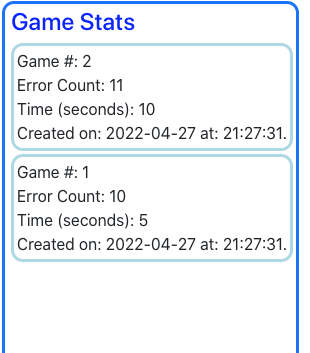 Game Stats
Game #: 2
Error Count: 11
Time (seconds): 10
Created on: 2022-04-27 at: 21:27:31.
Game #: 1
Error Count: 10
Time (seconds): 5
Created on: 2022-04-27 at: 21:27:31.